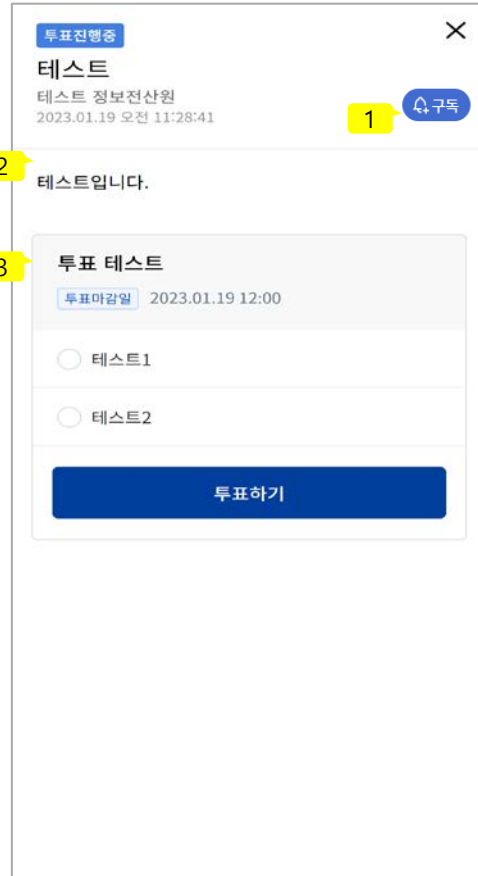 투표진행중
테스트
테스트 정보전산원
2023.01.19 오전 11:28:41
1
구독
2
테스트입니다.
3
투표 테스트
투표마감일 2023.01.19 12:00
테스트1
테스트2
투표하기